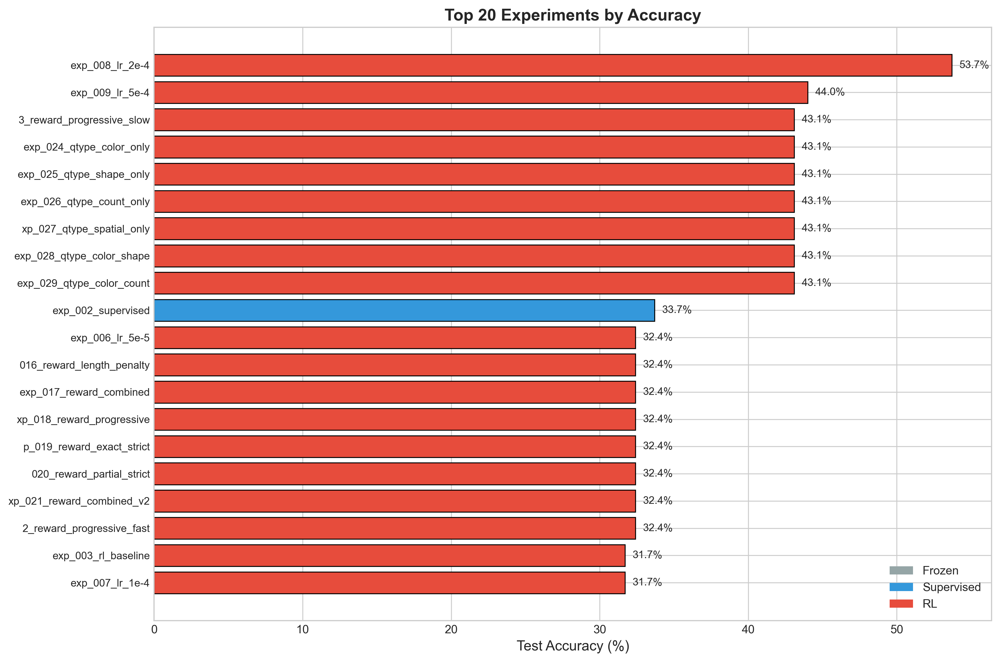 Top 20 Experiments by Accuracy
exp_008_lr_2e-4 53.7%
exp_009_lr_5e-4 44.0%
3_reward_progressive_slow 43.1%
exp_024_qtype_color_only 43.1%
exp_025_qtype_shape_only 43.1%
exp_026_qtype_count_only 43.1%
xp_027_qtype_spatial_only 43.1%
exp_028_qtype_color_shape 43.1%
exp_029_qtype_color_count 43.1%
exp_002_supervised 33.7%
exp_006_lr_5e-5 32.4%
016_reward_length_penalty 32.4%
exp_017_reward_combined 32.4%
xp_018_reward_progressive 32.4%
p_019_reward_exact_strict 32.4%
020_reward_partial_strict 32.4%
xp_021_reward_combined_v2 32.4%
2_reward_progressive_fast 32.4%
exp_003_rl_baseline 31.7%
exp_007_lr_1e-4 31.7%
Frozen
Supervised
RL
0 10 20 30 40 50
Test Accuracy (%)